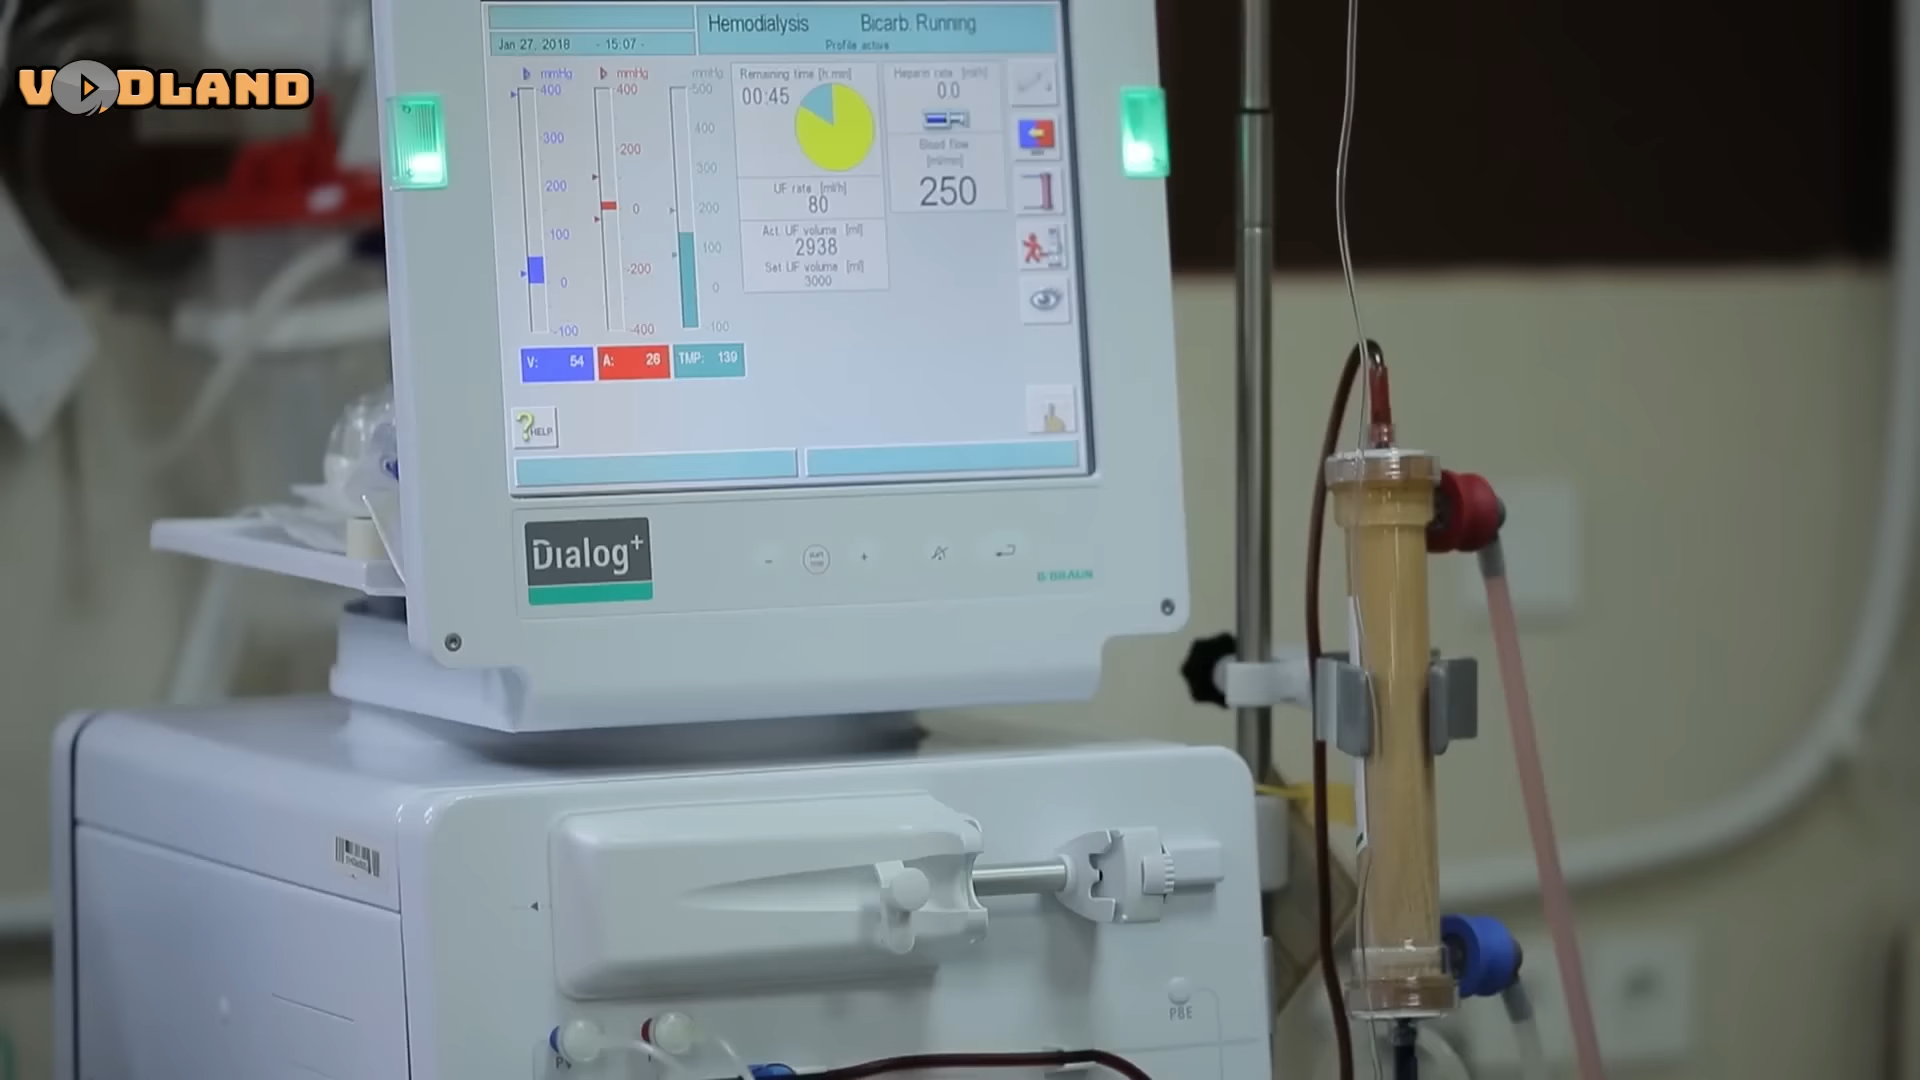 VODLAND
Hemodialysis Bicarb. Running
Jan 27, 2018 - 15:07 -
Profile active
mmHg mmHg mmHg
400 400 500
300 200 400
200 0 300
100 -200 200
0 -400 100
-100 0
-100
Remaining time [h:min]
00:45
UF rate [ml/h]
80
Act. UF volume [ml]
2938
Set UF volume [ml]
3000
Heparin rate [ml/h]
0.0
Blood flow
[ml/min]
250
V: 54 A: 26 TMP: 139
? HELP
Dialog+
- +
B BRAUN
PBE